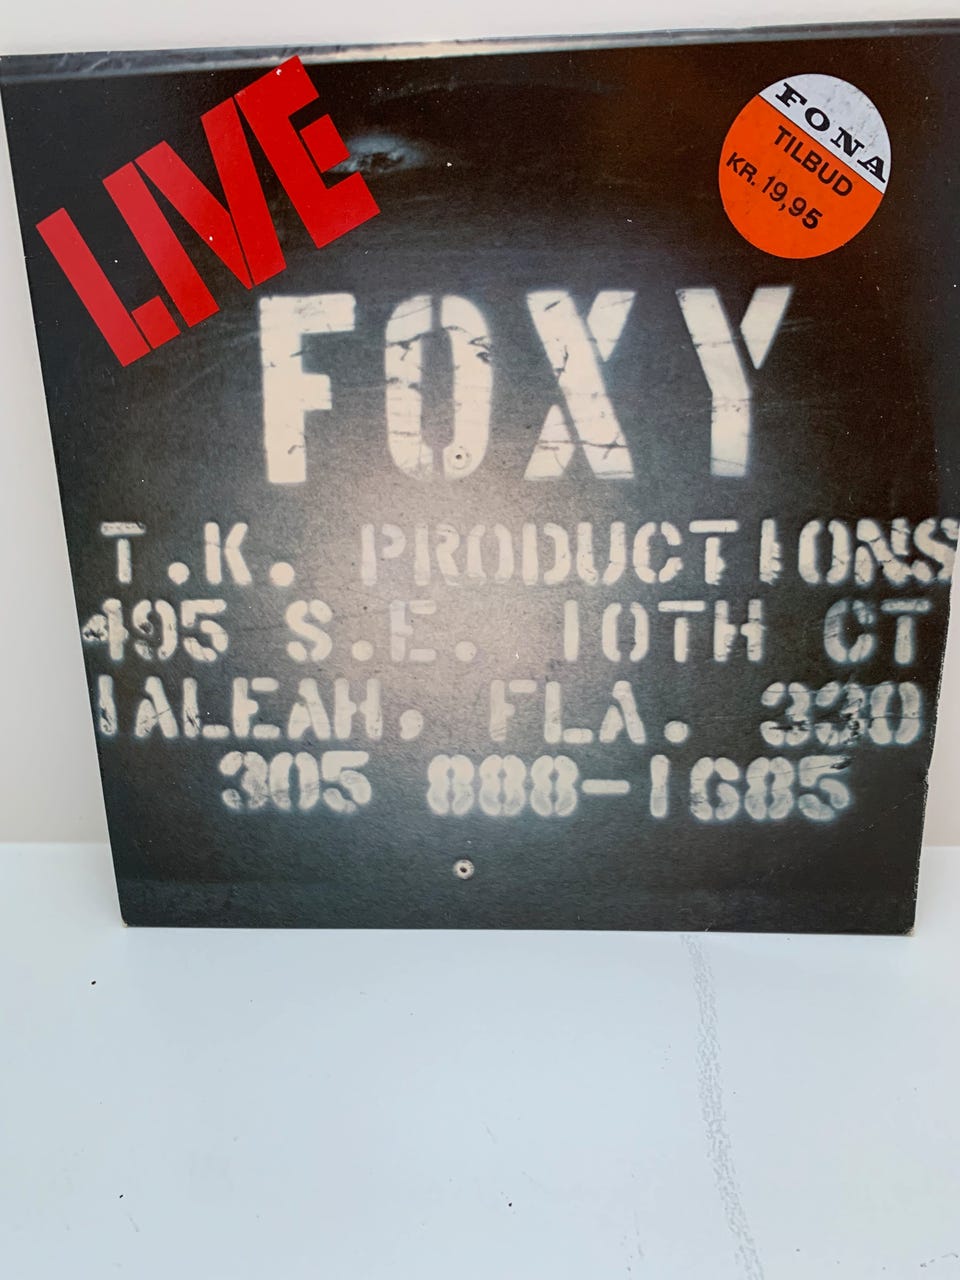 LIVE
FONA
TILBUD
KR. 19,95
FOXY
T.K. PRODUCTIONS
495 S.E. 10TH CT
IALEAH, FLA. 330
305 888-1685